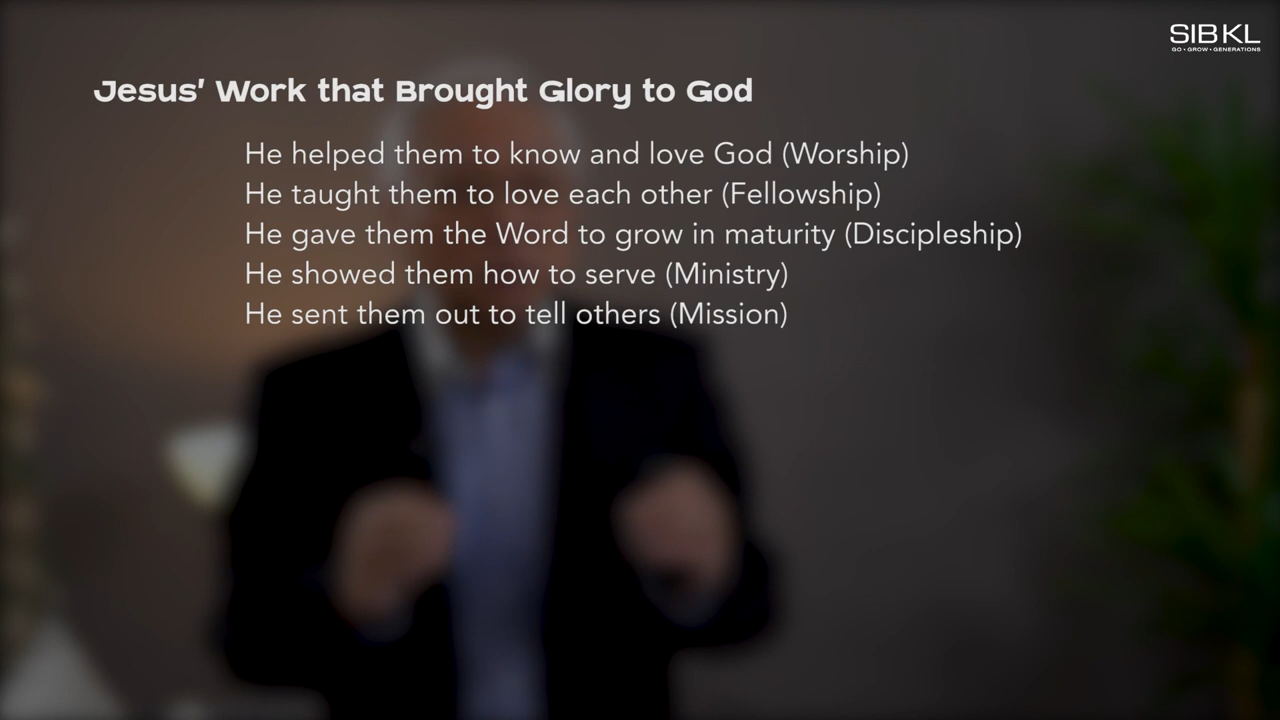 SIBKL
GO • GROW • GENERATIONS
Jesus' Work that Brought Glory to God
He helped them to know and love God (Worship)
He taught them to love each other (Fellowship)
He gave them the Word to grow in maturity (Discipleship)
He showed them how to serve (Ministry)
He sent them out to tell others (Mission)